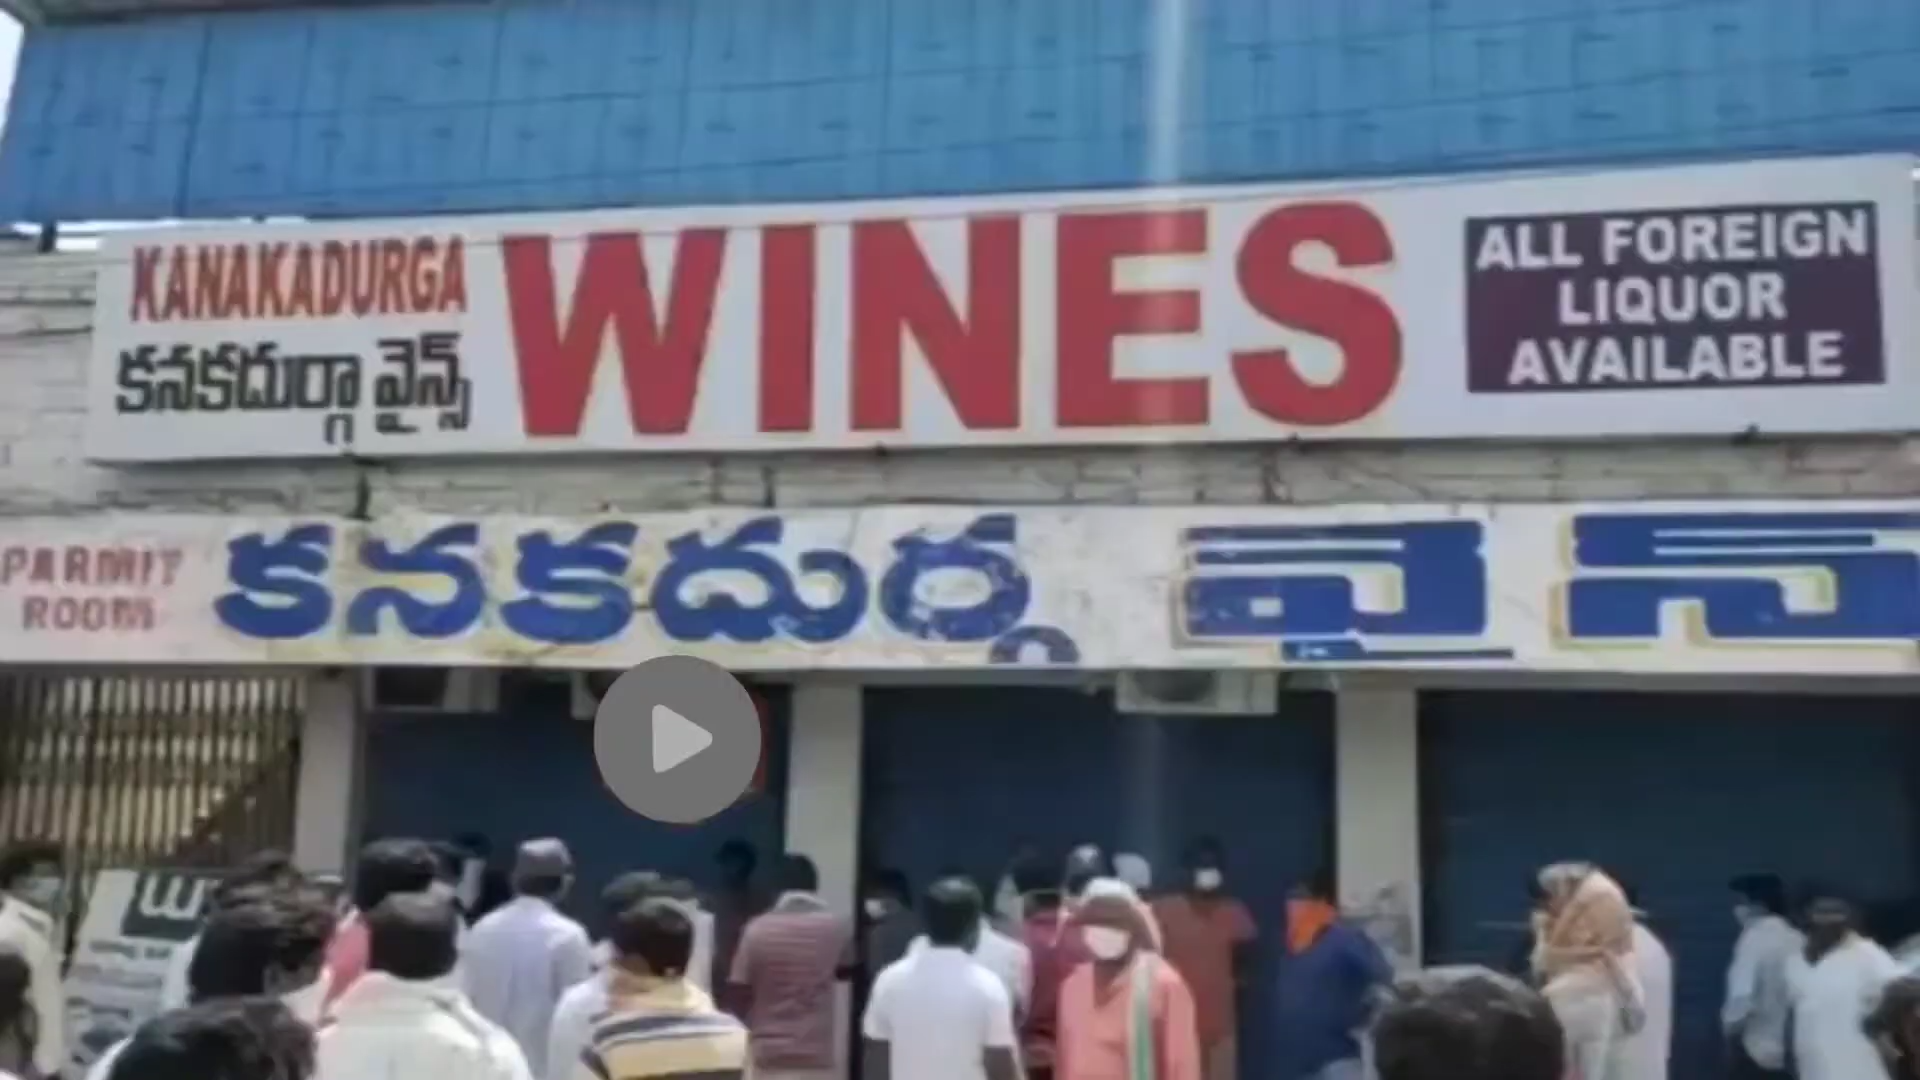 KANAKADURGA
కనకదుర్గా వైన్స్
WINES
ALL FOREIGN
LIQUOR
AVAILABLE
PARMIT
ROOM
కనకదుర్గ వైన్